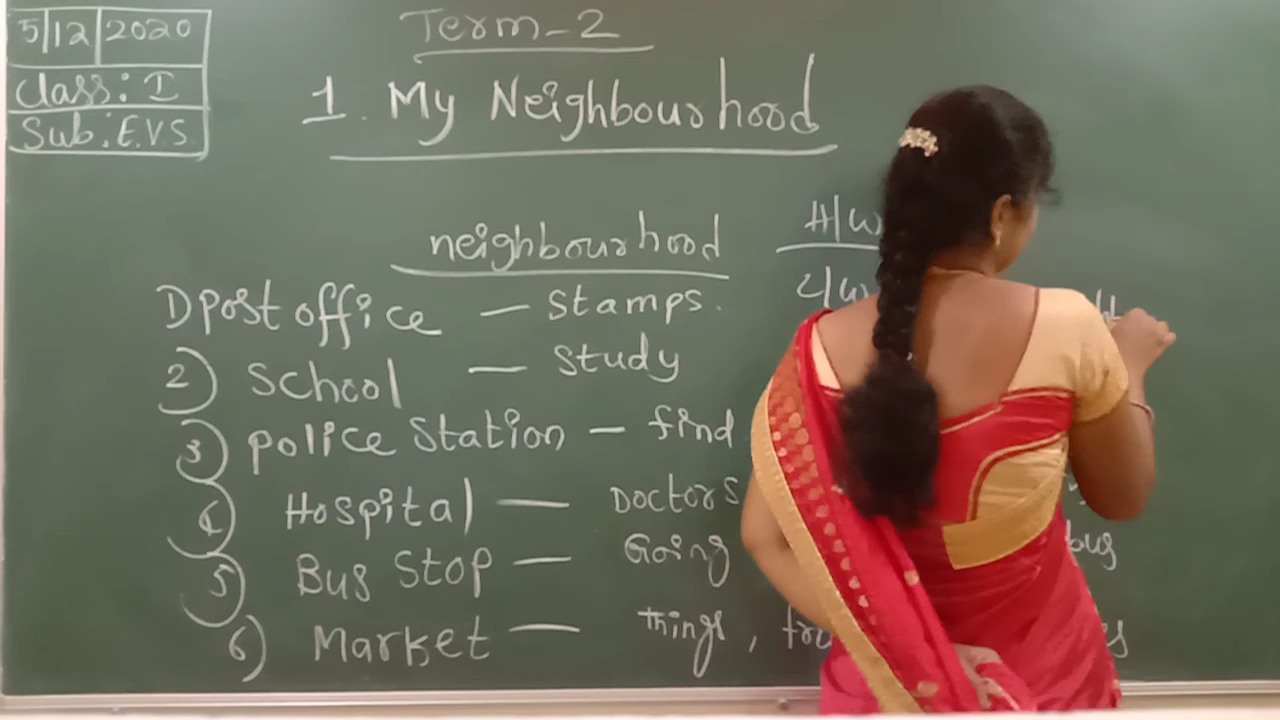 5/12/2020
Class: I
Sub: E.V.S.
Term-2
1. My Neighbourhood
neighbourhood
H/W
C/W
1) Post office — Stamps.
2) School — Study
3) Police Station — find
4) Hospital — Doctors
5) Bus Stop — Going bus
6) Market — things,